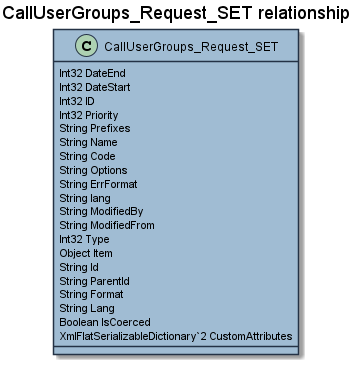 CallUserGroups_Request_SET relationship
C CallUserGroups_Request_SET
Int32 DateEnd
Int32 DateStart
Int32 ID
Int32 Priority
String Prefixes
String Name
String Code
String Options
String ErrFormat
String lang
String ModifiedBy
String ModifiedFrom
Int32 Type
Object Item
String Id
String ParentId
String Format
String Lang
Boolean IsCoerced
XmlFlatSerializableDictionary`2 CustomAttributes